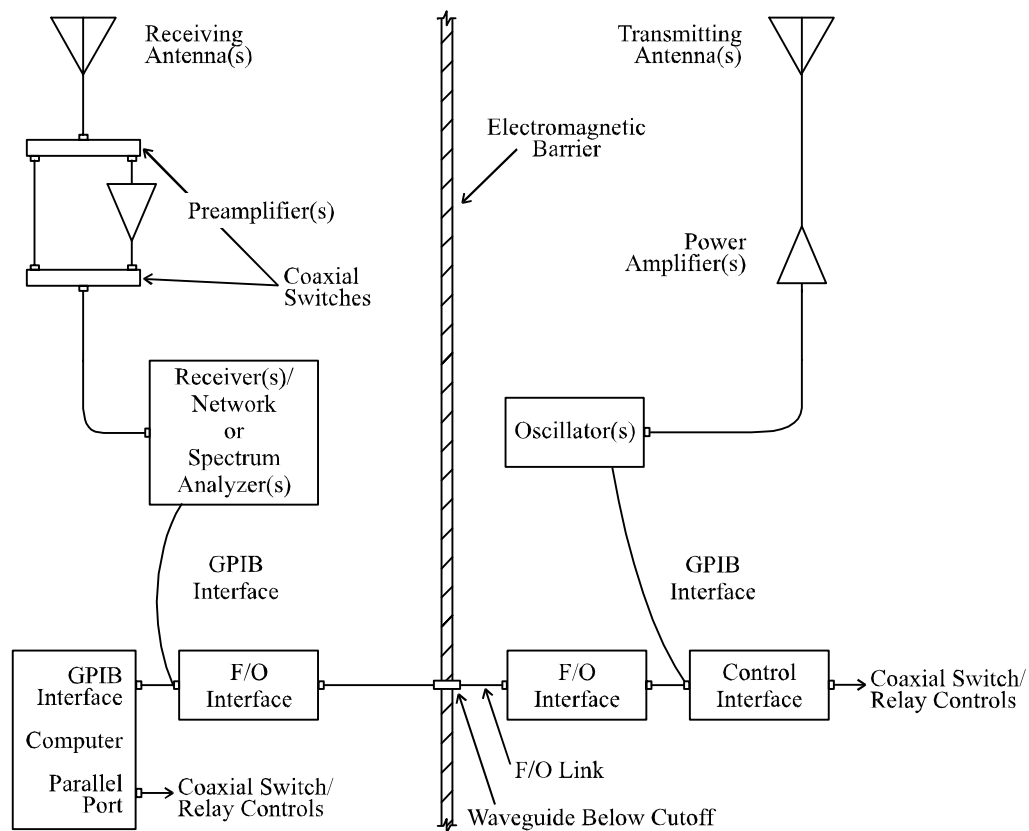 Receiving
Antenna(s)
Transmitting
Antenna(s)
Electromagnetic
Barrier
Preamplifier(s)
Power
Amplifier(s)
Coaxial
Switches
Receiver(s)/
Network
or
Spectrum
Analyzer(s)
Oscillator(s)
GPIB
Interface
GPIB
Interface
GPIB
Interface
Computer
Parallel
Port
F/O
Interface
F/O
Interface
Control
Interface
Coaxial Switch/
Relay Controls
F/O Link
Coaxial Switch/
Relay Controls
Waveguide Below Cutoff